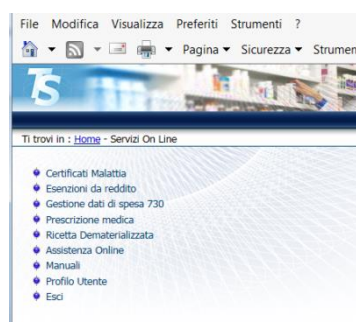 File Modifica Visualizza Preferiti Strumenti ?
Pagina Sicurezza Strumen
TS
Ti trovi in : Home - Servizi On Line
Certificati Malattia
Esenzioni da reddito
Gestione dati di spesa 730
Prescrizione medica
Ricetta Dematerializzata
Assistenza Online
Manuali
Profilo Utente
Esci